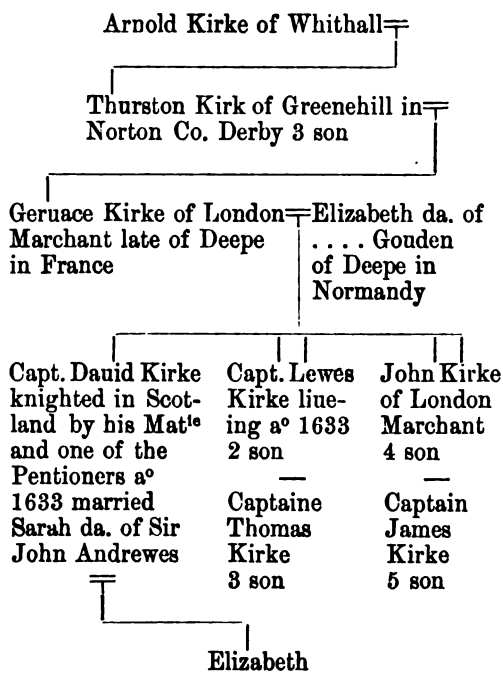 Arnold Kirke of Whithall
Thurston Kirk of Greenehill in
Norton Co. Derby 3 son
Geruace Kirke of London
Marchant late of Deepe
in France
Elizabeth da. of
.... Gouden
of Deepe in
Normandy
Capt. Dauid Kirke
knighted in Scot-
land by his Matie
and one of the
Pentioners aº
1633 married
Sarah da. of Sir
John Andrewes
Capt. Lewes
Kirke liue-
ing aº 1633
2 son
—
Captaine
Thomas
Kirke
3 son
John Kirke
of London
Marchant
4 son
—
Captain
James
Kirke
5 son
Elizabeth